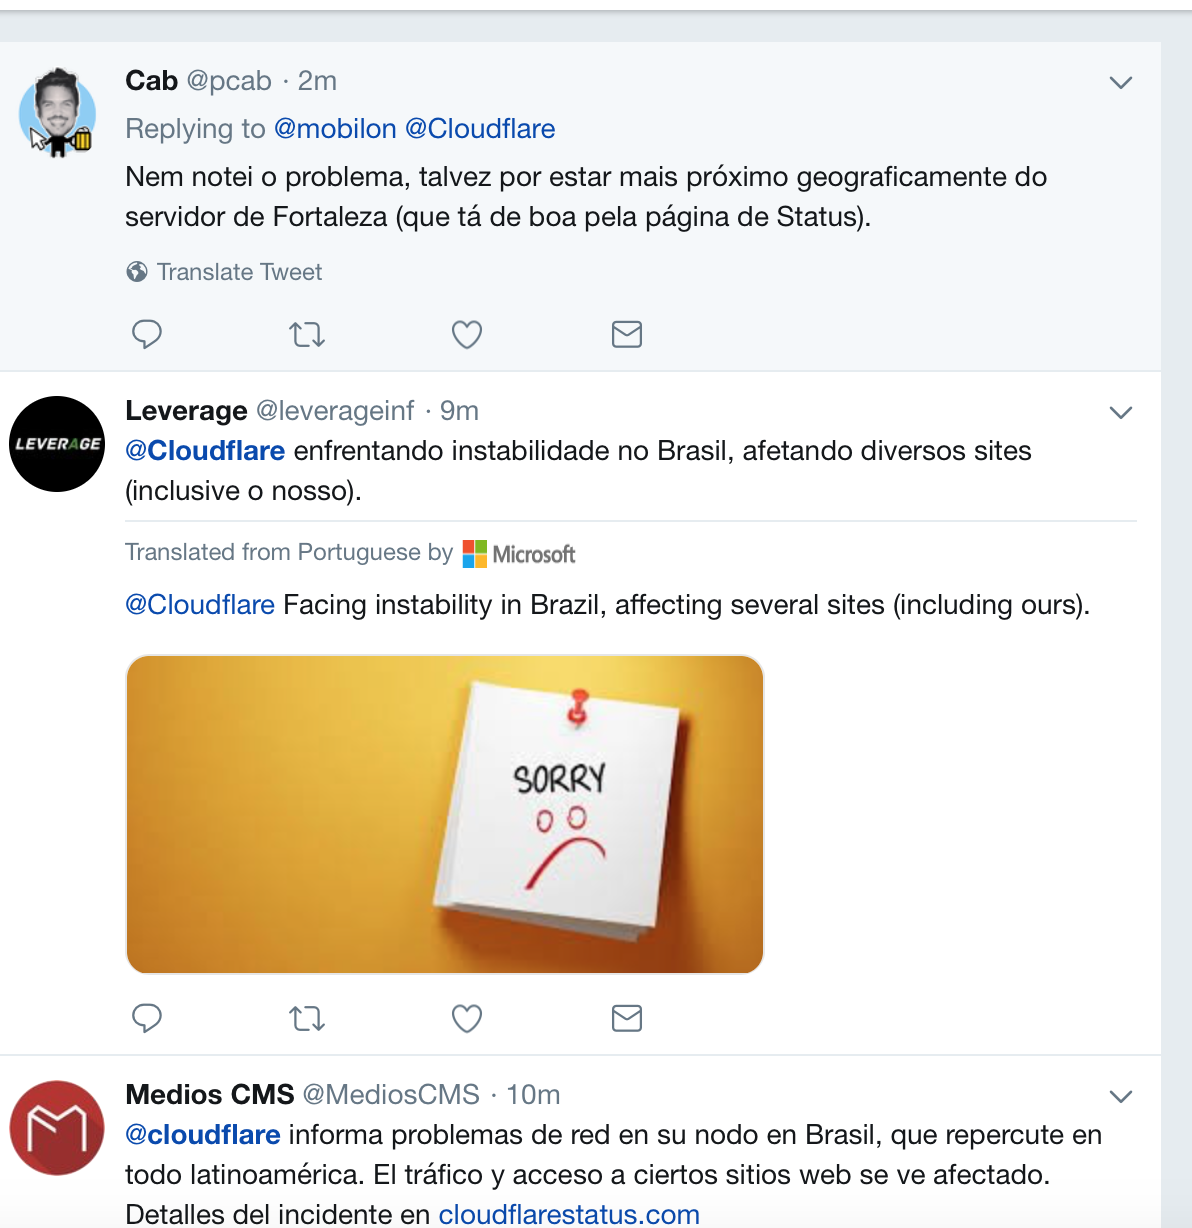 Cab @pcab · 2m
Replying to @mobilon @Cloudflare
Nem notei o problema, talvez por estar mais próximo geograficamente do
servidor de Fortaleza (que tá de boa pela página de Status).
Translate Tweet
LEVERAGE
Leverage @leverageinf · 9m
@Cloudflare enfrentando instabilidade no Brasil, afetando diversos sites
(inclusive o nosso).
Translated from Portuguese by Microsoft
@Cloudflare Facing instability in Brazil, affecting several sites (including ours).
SORRY
Medios CMS @MediosCMS · 10m
@cloudflare informa problemas de red en su nodo en Brasil, que repercute en
todo latinoamérica. El tráfico y acceso a ciertos sitios web se ve afectado.
Detalles del incidente en cloudflarestatus.com